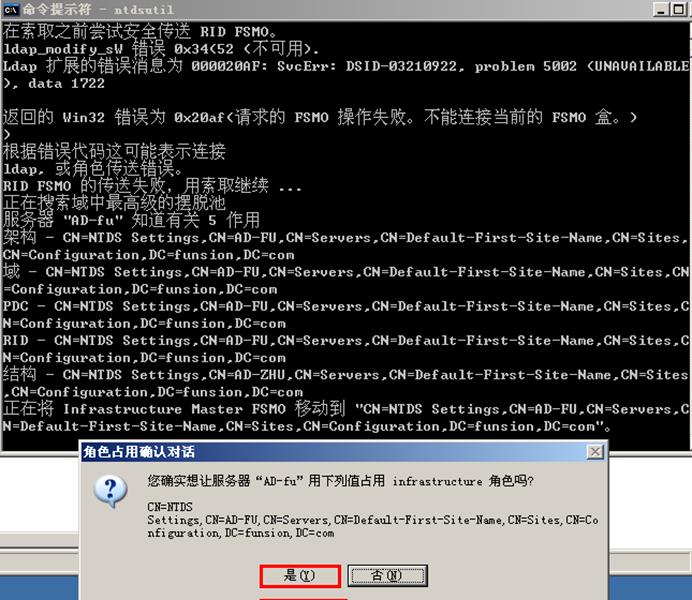 命令提示符 - ntdsutil
在索取之前尝试安全传送 RID FSMO。
ldap_modify_sW 错误 0x34(52 (不可用).
Ldap 扩展的错误消息为 000020AF: SvcErr: DSID-03210922, problem 5002 (UNAVAILABLE
), data 1722
返回的 Win32 错误为 0x20af(请求的 FSMO 操作失败。不能连接当前的 FSMO 盒。)
)
根据错误代码这可能表示连接
ldap, 或角色传送错误。
RID FSMO 的传送失败, 用索取继续 ...
正在搜索域中最高级的摆脱池
服务器 "AD-fu" 知道有关 5 作用
架构 - CN=NTDS Settings,CN=AD-FU,CN=Servers,CN=Default-First-Site-Name,CN=Sites,
CN=Configuration,DC=funsion,DC=com
域 - CN=NTDS Settings,CN=AD-FU,CN=Servers,CN=Default-First-Site-Name,CN=Sites,CN
=Configuration,DC=funsion,DC=com
PDC - CN=NTDS Settings,CN=AD-FU,CN=Servers,CN=Default-First-Site-Name,CN=Sites,C
N=Configuration,DC=funsion,DC=com
RID - CN=NTDS Settings,CN=AD-FU,CN=Servers,CN=Default-First-Site-Name,CN=Sites,C
N=Configuration,DC=funsion,DC=com
结构 - CN=NTDS Settings,CN=AD-ZHU,CN=Servers,CN=Default-First-Site-Name,CN=Sites
,CN=Configuration,DC=funsion,DC=com
正在将 Infrastructure Master FSMO 移动到 "CN=NTDS Settings,CN=AD-FU,CN=Servers,C
N=Default-First-Site-Name,CN=Sites,CN=Configuration,DC=funsion,DC=com"。
角色占用确认对话
您确实想让服务器“AD-fu”用下列值占用 infrastructure 角色吗?
CN=NTDS
Settings,CN=AD-FU,CN=Servers,CN=Default-First-Site-Name,CN=Sites,CN=Co
nfiguration,DC=funsion,DC=com
是(Y)
否(N)